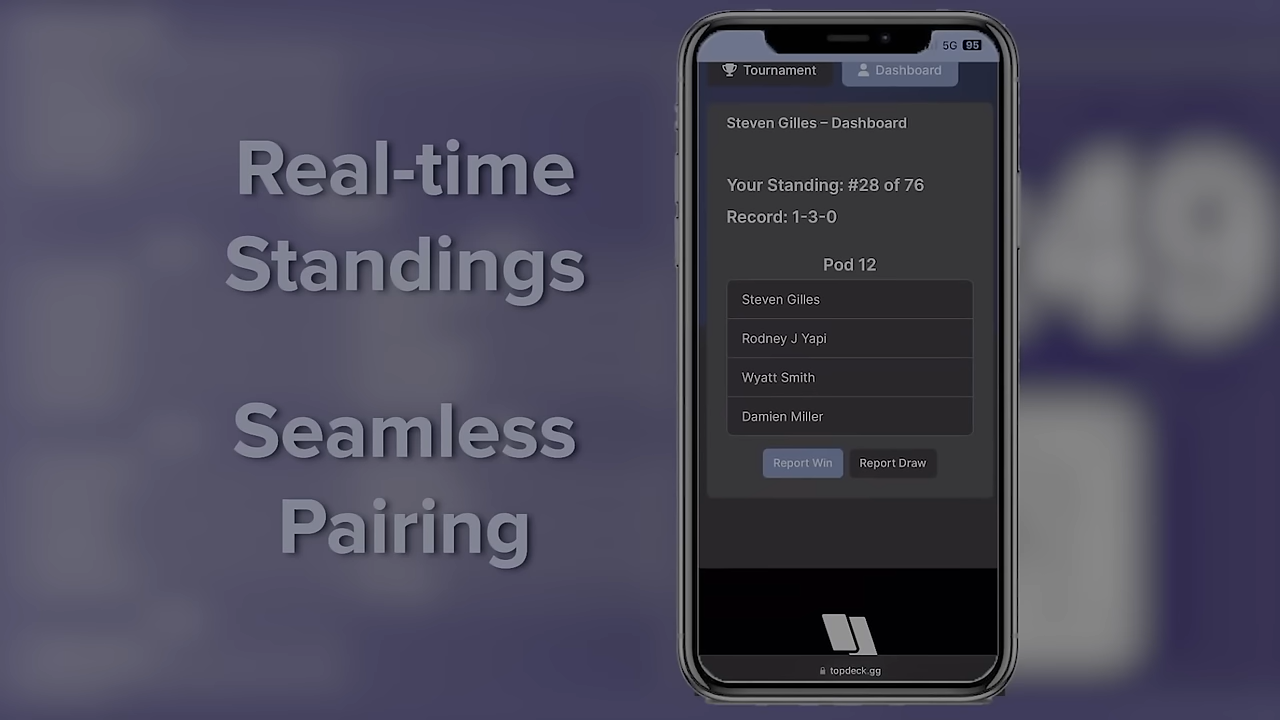 Real-time
Standings
Seamless
Pairing
5G 95
Tournament
Dashboard
Steven Gilles – Dashboard
Your Standing: #28 of 76
Record: 1-3-0
Pod 12
Steven Gilles
Rodney J Yapi
Wyatt Smith
Damien Miller
Report Win
Report Draw
topdeck.gg